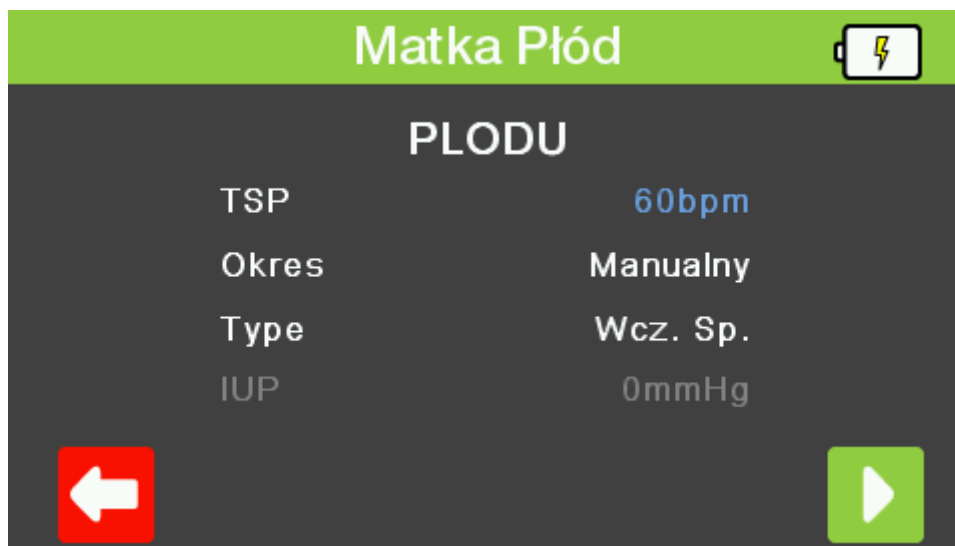 Matka Płód
PLODU
TSP 60bpm
Okres Manualny
Type Wcz. Sp.
IUP 0mmHg